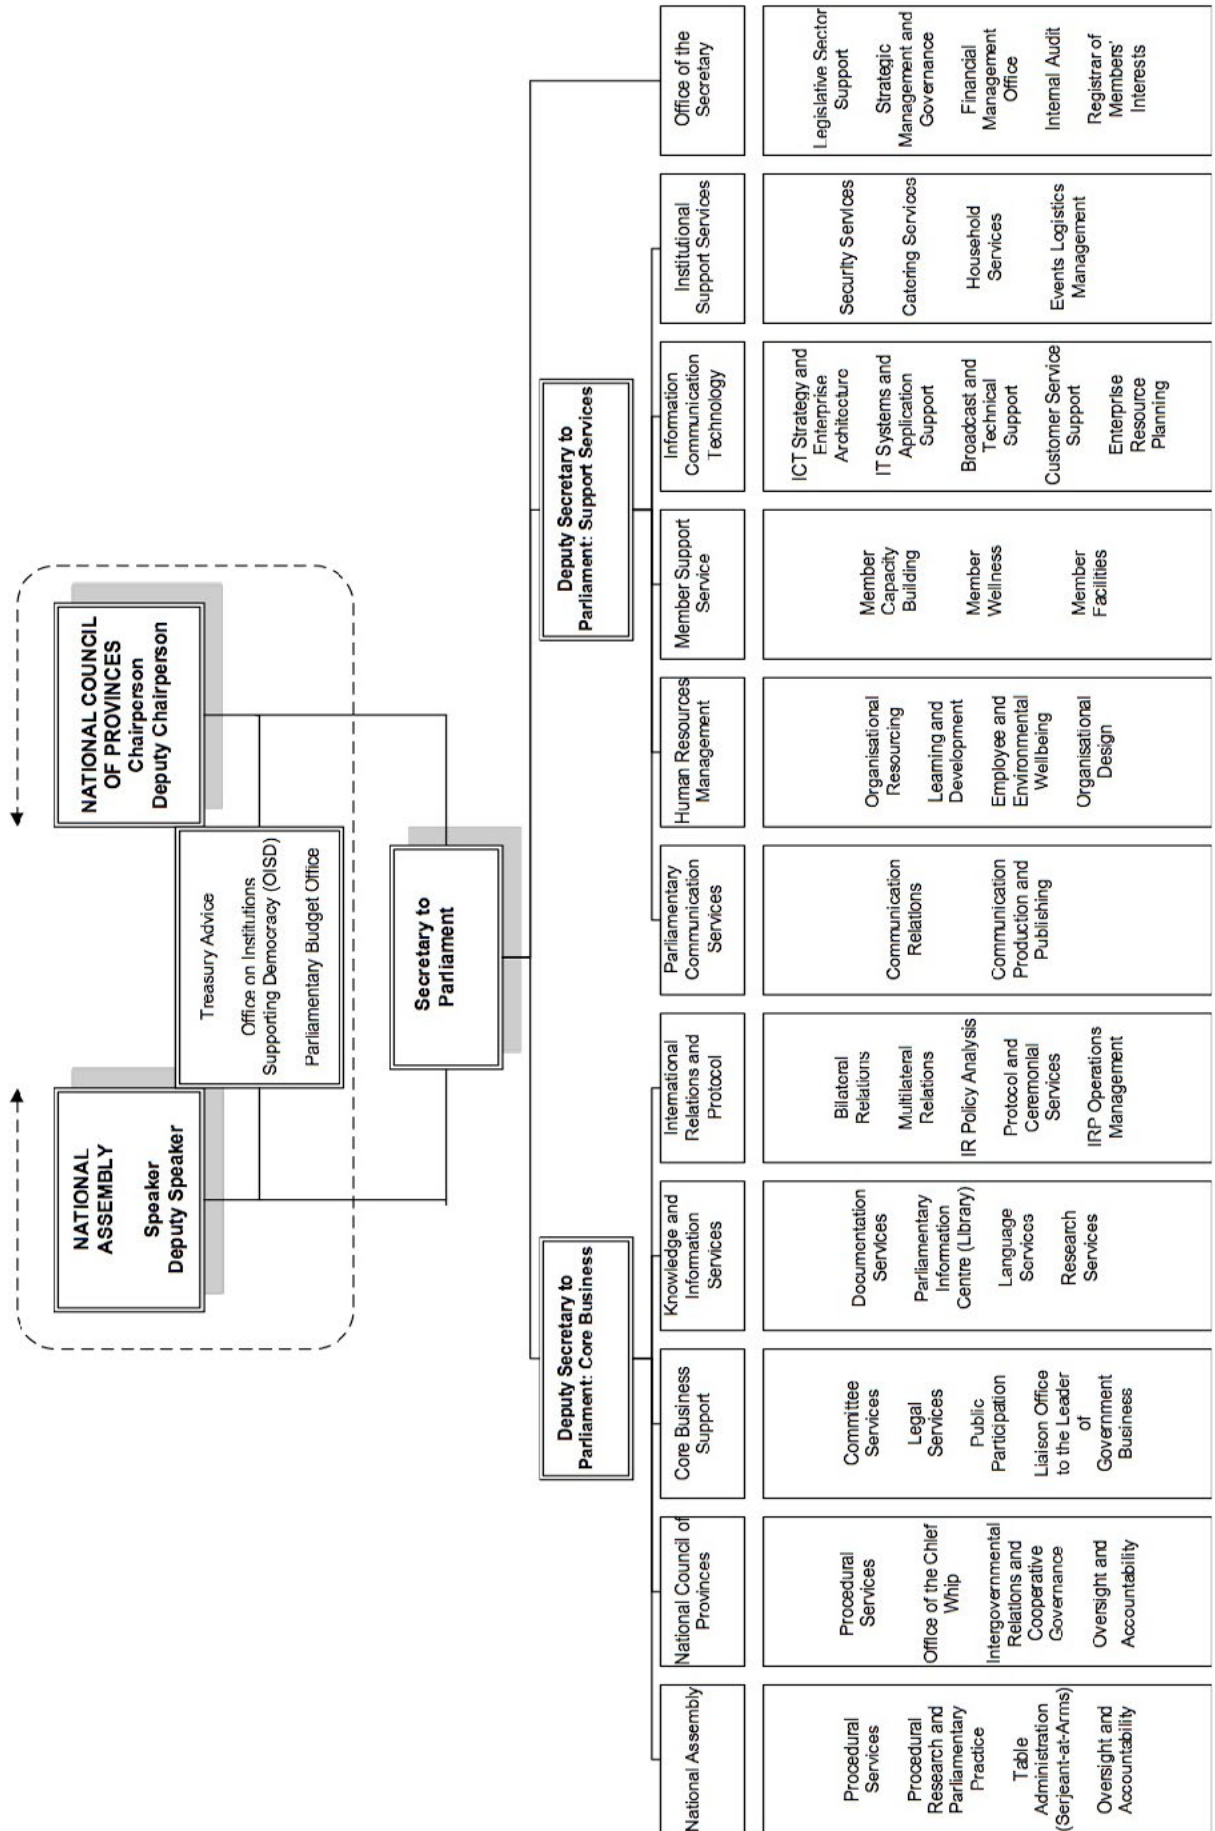 NATIONAL
ASSEMBLY
Speaker
Deputy Speaker
NATIONAL COUNCIL
OF PROVINCES
Chairperson
Deputy Chairperson
Treasury Advice
Office on Institutions
Supporting Democracy (OISD)
Parliamentary Budget Office
Secretary to
Parliament
Deputy Secretary to
Parliament: Core Business
Deputy Secretary to
Parliament: Support Services
National Assembly
Procedural
Services
Procedural
Research and
Parliamentary
Practice
Table
Administration
(Serjeant-at-Arms)
Oversight and
Accountability
National Council of
Provinces
Procedural
Services
Office of the Chief
Whip
Intergovernmental
Relations and
Cooperative
Governance
Oversight and
Accountability
Core Business
Support
Committee
Services
Legal
Services
Public
Participation
Liaison Office
to the Leader
of
Government
Business
Knowledge and
Information
Services
Documentation
Services
Parliamentary
Information
Centre (Library)
Language
Services
Research
Services
International
Relations and
Protocol
Bilateral
Relations
Multilateral
Relations
IR Policy Analysis
Protocol and
Ceremonial
Services
IRP Operations
Management
Parliamentary
Communication
Services
Communication
Relations
Communication
Production and
Publishing
Human Resources
Management
Organisational
Resourcing
Learning and
Development
Employee and
Environmental
Wellbeing
Organisational
Design
Member Support
Service
Member
Capacity
Building
Member
Wellness
Member
Facilities
Information
Communication
Technology
ICT Strategy and
Enterprise
Architecture
IT Systems and
Application
Support
Broadcast and
Technical
Support
Customer Service
Support
Enterprise
Resource
Planning
Institutional
Support Services
Security Services
Catering Services
Household
Services
Events Logistics
Management
Office of the
Secretary
Legislative Sector
Support
Strategic
Management and
Governance
Financial
Management
Office
Internal Audit
Registrar of
Members'
Interests